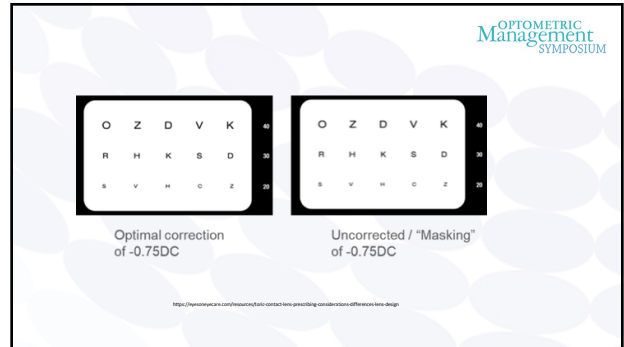 OPTOMETRIC
Management
SYMPOSIUM
O Z D V K 40
R H K S D 30
S V H C Z 20
O Z D V K 40
R H K S D 30
S V H C Z 20
Optimal correction
of -0.75DC
Uncorrected / "Masking"
of -0.75DC
https://eyesoneyecare.com/resources/toric-contact-lens-prescribing-considerations-differences-lens-design